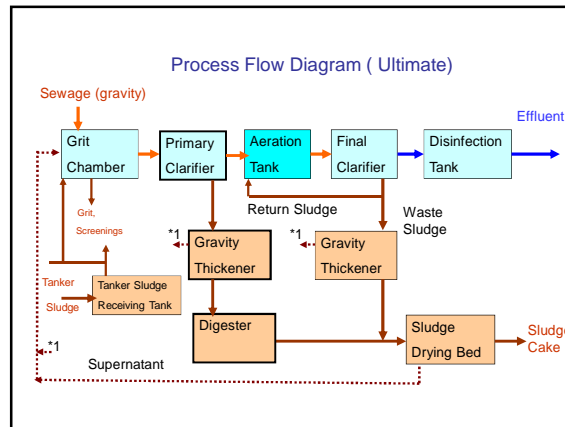 Process Flow Diagram ( Ultimate)
Sewage (gravity)
Effluent
Grit
Chamber
Primary
Clarifier
Aeration
Tank
Final
Clarifier
Disinfection
Tank
Return Sludge
Waste
Sludge
Grit,
Screenings
*1
Gravity
Thickener
*1
Gravity
Thickener
Tanker
Sludge
Tanker Sludge
Receiving Tank
Digester
Sludge
Drying Bed
Sludge
Cake
*1
Supernatant